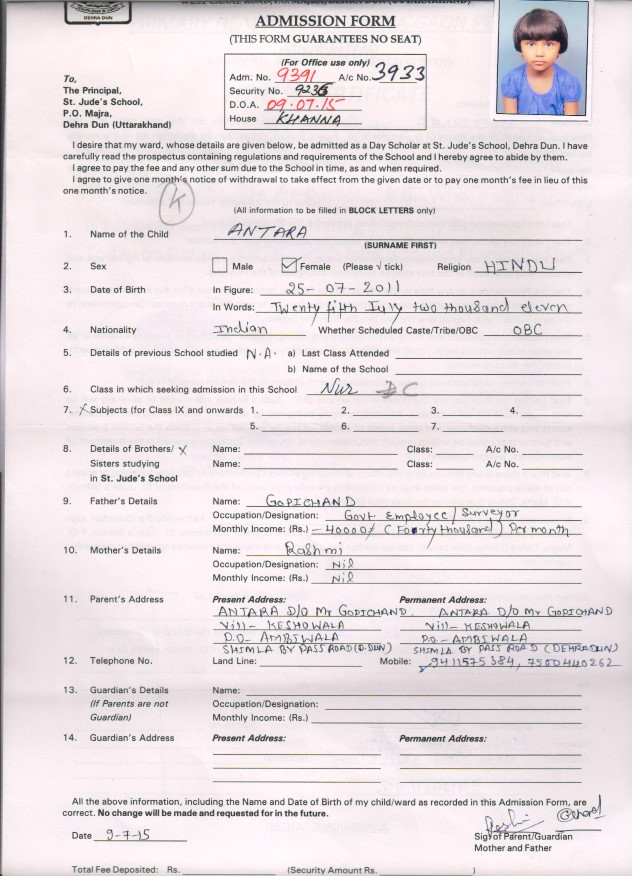 DEHRA DUN
ADMISSION FORM
(THIS FORM GUARANTEES NO SEAT)
(For Office use only)
Adm. No. 9391 A/c No. 3933
Security No. 9236
D.O.A. 09.07.15
House KHANNA
To,
The Principal,
St. Jude's School,
P.O. Majra,
Dehra Dun (Uttarakhand)
I desire that my ward, whose details are given below, be admitted as a Day Scholar at St. Jude's School, Dehra Dun. I have
carefully read the prospectus containing regulations and requirements of the School and I hereby agree to abide by them.
I agree to pay the fee and any other sum due to the School in time, as and when required.
I agree to give one month's notice of withdrawal to take effect from the given date or to pay one month's fee in lieu of this
one month's notice.
K
(All information to be filled in BLOCK LETTERS only)
1. Name of the Child ANTARA
(SURNAME FIRST)
2. Sex Male Female (Please √ tick) Religion HINDU
3. Date of Birth In Figure: 25-07-2011
In Words: Twenty fifth July two thousand eleven
4. Nationality Indian Whether Scheduled Caste/Tribe/OBC OBC
5. Details of previous School studied N.A. a) Last Class Attended
b) Name of the School
6. Class in which seeking admission in this School Nur C
7. X Subjects (for Class IX and onwards 1. 2. 3. 4.
5. 6. 7.
8. Details of Brothers/ X Name: Class: A/c No.
Sisters studying Name: Class: A/c No.
in St. Jude's School
9. Father's Details Name: GOPICHAND
Occupation/Designation: Govt Employee/Surveyor
Monthly Income: (Rs.) 40000/ (Fourty thousand) Per month
10. Mother's Details Name: Rashmi
Occupation/Designation: Nil
Monthly Income: (Rs.) Nil
11. Parent's Address Present Address: Permanent Address:
ANTARA D/O Mr GOPICHAND. ANTARA D/O Mr GOPICHAND
Vill- KESHOWALA Vill- KESHOWALA
P.O- AMBIWALA P.O- AMBIWALA
SHIMLA BY PASS ROAD (D.DUN) SHIMLA BY PASS ROAD (DEHRADUN)
12. Telephone No. Land Line: Mobile: 9411575384, 7500440262
13. Guardian's Details Name:
(If Parents are not Occupation/Designation:
Guardian) Monthly Income: (Rs.)
14. Guardian's Address Present Address: Permanent Address:
All the above information, including the Name and Date of Birth of my child/ward as recorded in this Admission Form, are
correct. No change will be made and requested for in the future.
Date 9-7-15
Sig. of Parent/Guardian
Mother and Father
Total Fee Deposited: Rs. (Security Amount Rs. )